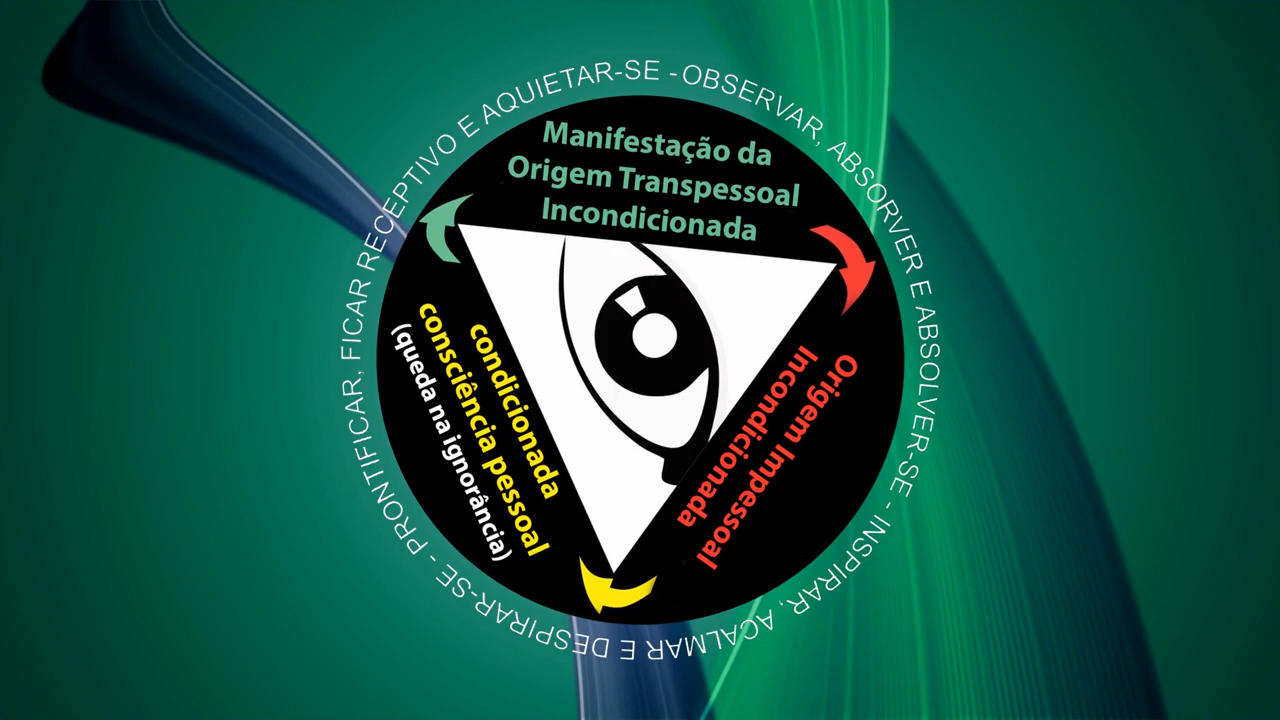 PRONTIFICAR, FICAR RECEPTIVO E AQUIETAR-SE - OBSERVAR, ABSORVER E ABSOLVER-SE - INSPIRAR, ACALMAR E DESPIRAR-SE -
Manifestação da
Origem Transpessoal
Incondicionada
Origem Impessoal
Incondicionada
condicionada
consciência pessoal
(queda na ignorância)